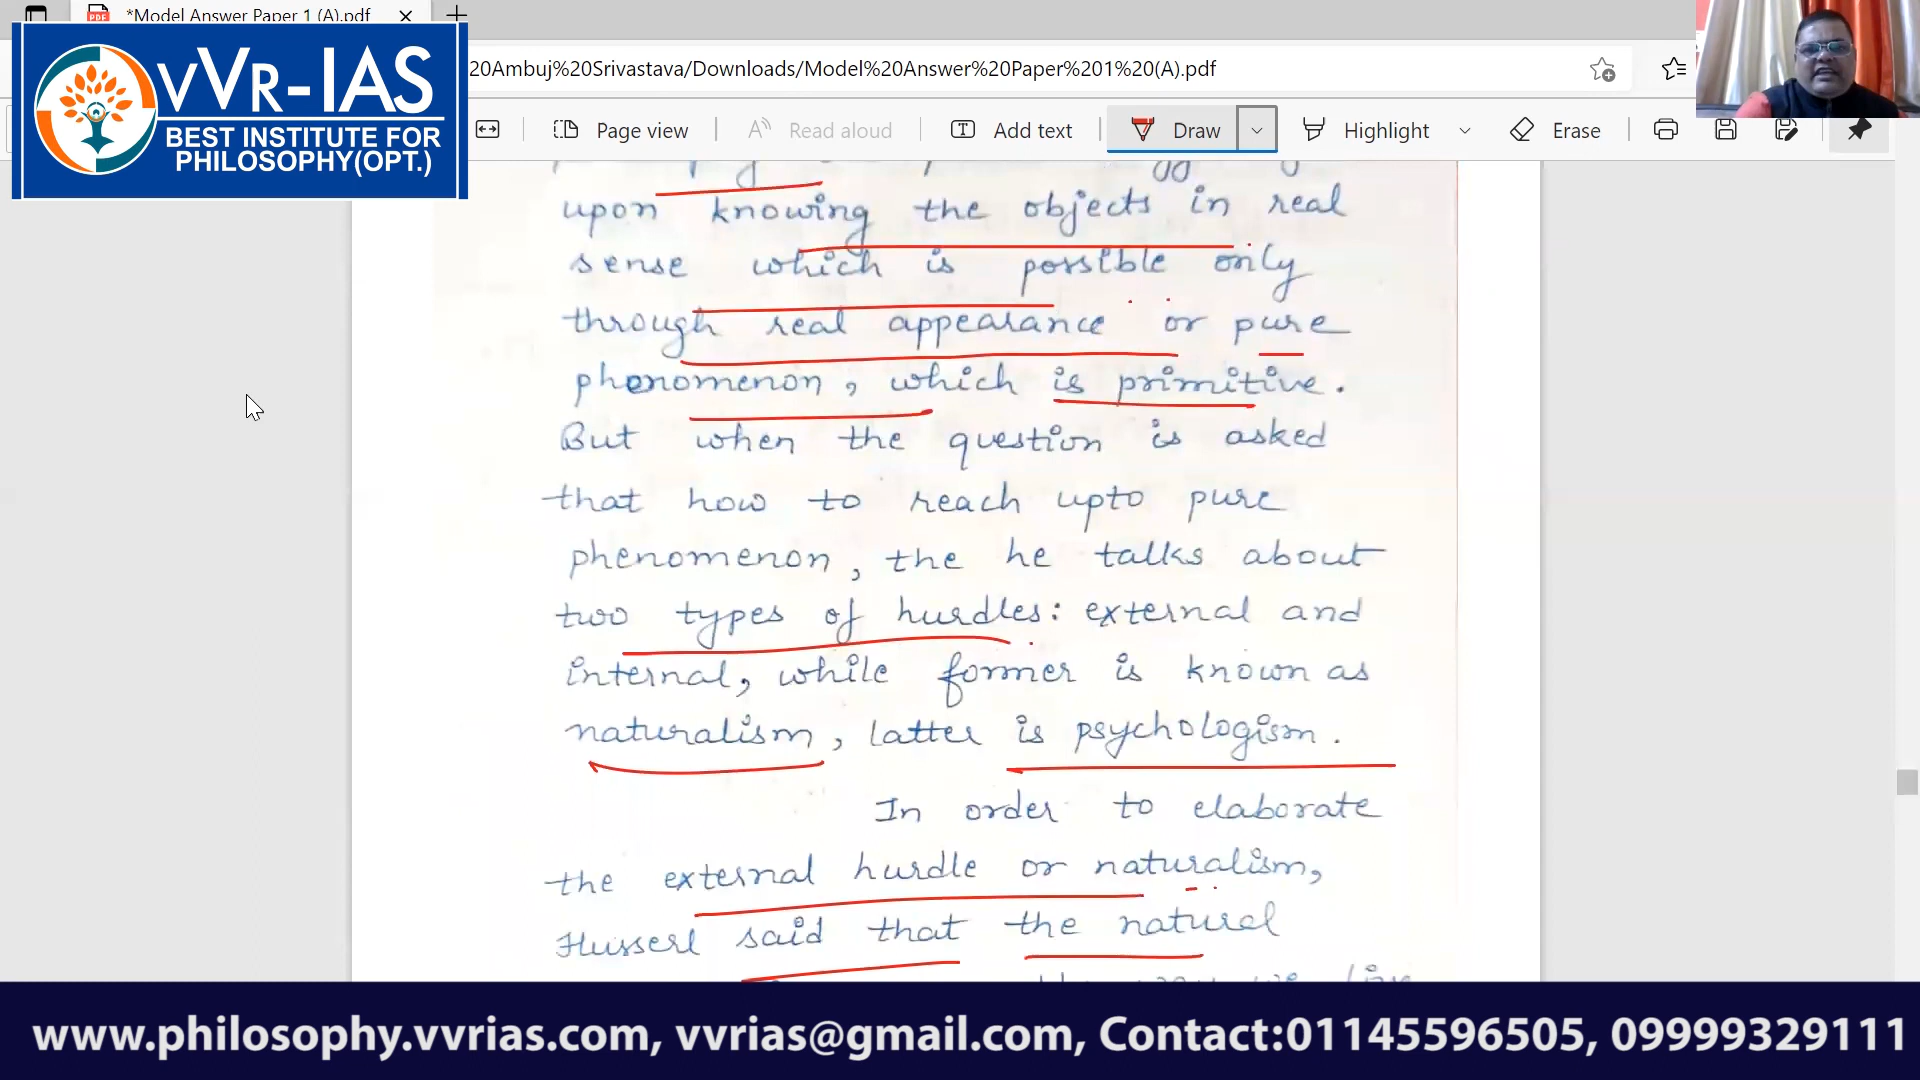 *Model Answer Paper 1 (A).pdf
vVR-IAS
BEST INSTITUTE FOR
PHILOSOPHY(OPT.)
20Ambuj%20Srivastava/Downloads/Model%20Answer%20Paper%201%20(A).pdf
Page view
Read aloud
Add text
Draw
Highlight
Erase
upon knowing the objects in real
sense which is possible only
through real appearance or pure
phenomenon, which is primitive.
But when the question is asked
that how to reach upto pure
phenomenon, the he talks about
two types of hurdles: external and
internal, while former is known as
naturalism, latter is psychologism.
In order to elaborate
the external hurdle or naturalism,
Husserl said that the natural
www.philosophy.vvrias.com, vvrias@gmail.com, Contact:01145596505, 09999329111